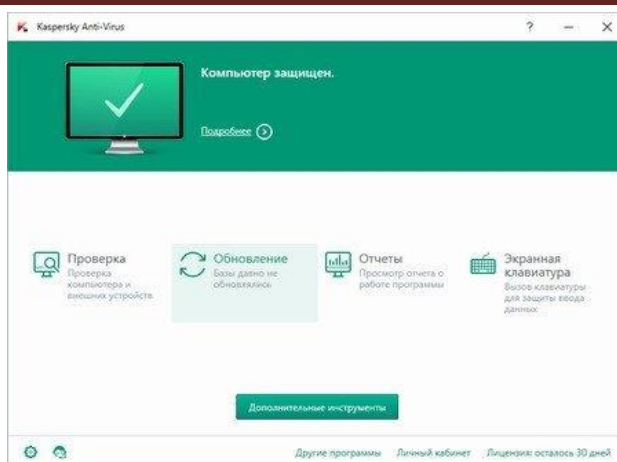 Kaspersky Anti-Virus
?
Компьютер защищен.
Подробнее
Проверка
Проверка
компьютера и
внешних устройств
Обновление
Базы давно не
обновлялись
Отчеты
Просмотр отчета о
работе программы
Экранная
клавиатура
Вызов клавиатуры
для защиты ввода
данных
Дополнительные инструменты
Другие программы Личный кабинет Лицензия: осталось 30 дней